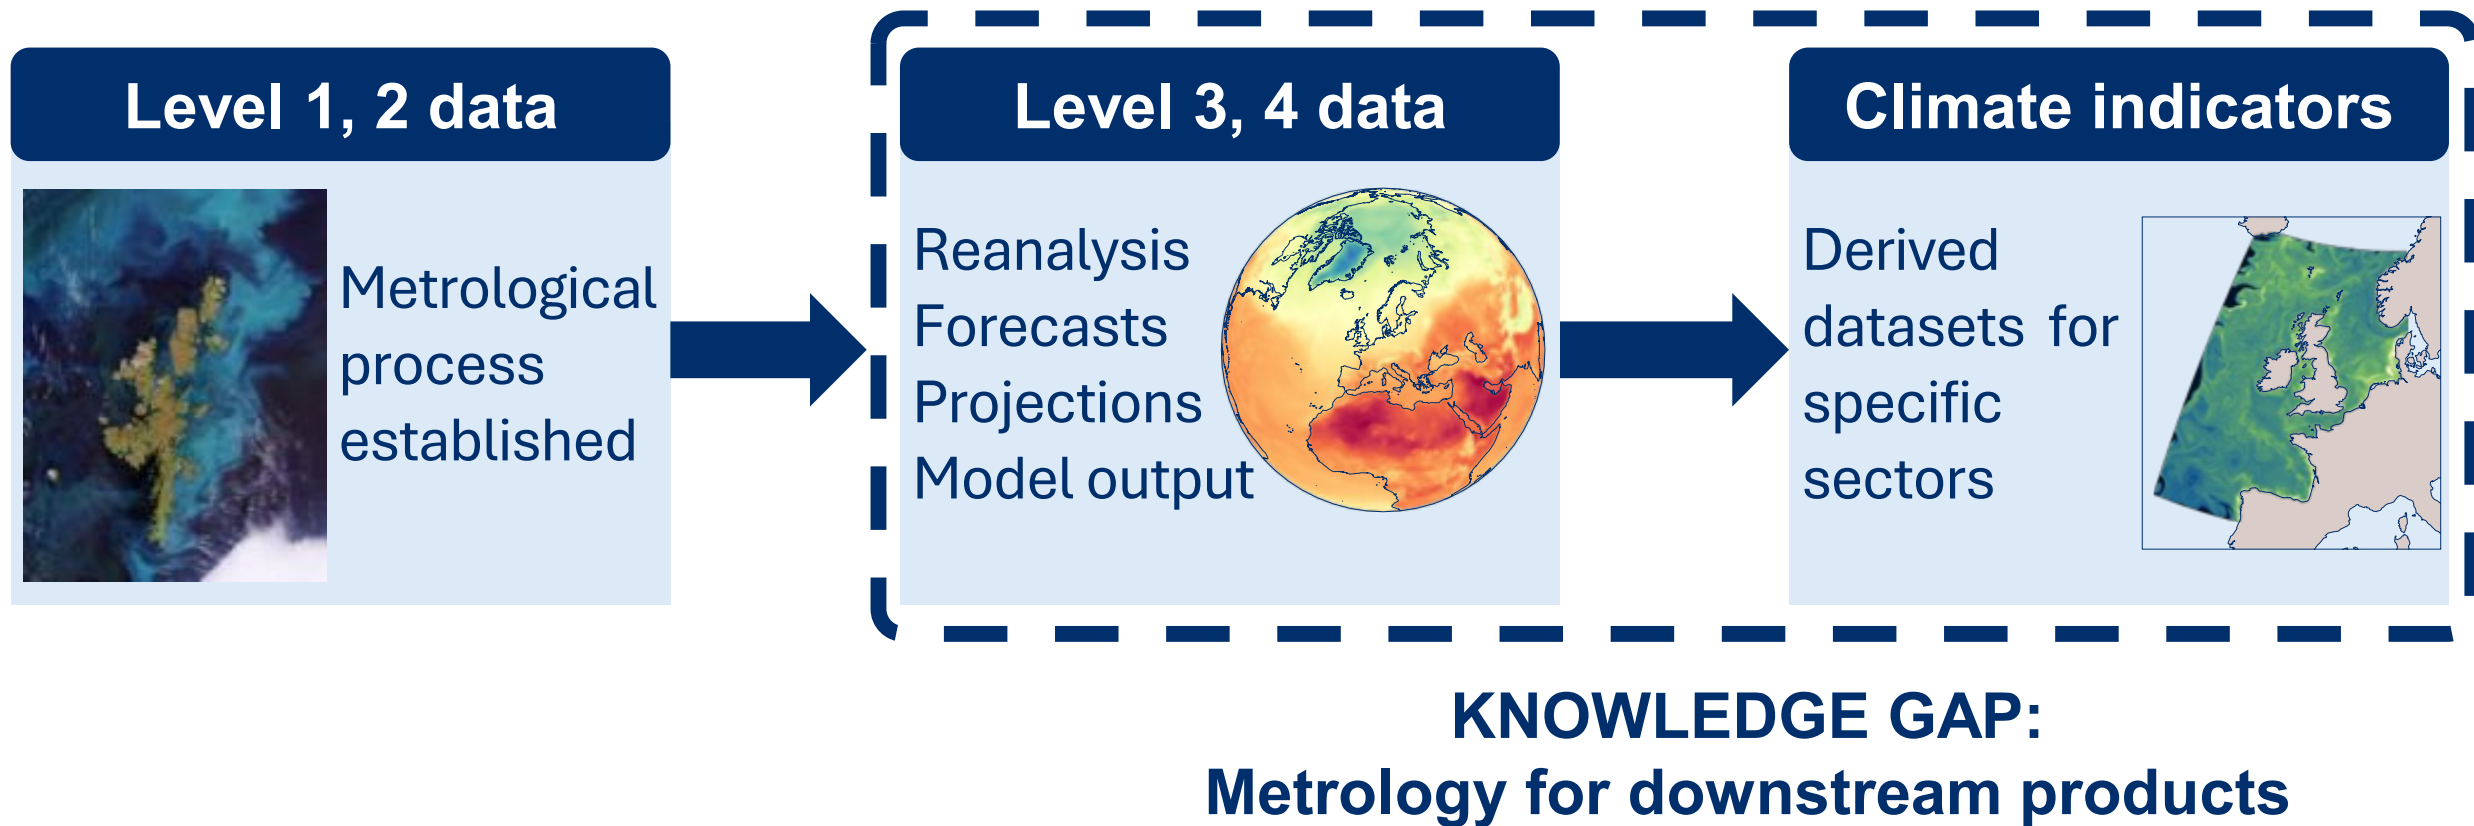 Level 1, 2 data
Metrological
process
established
Level 3, 4 data
Reanalysis
Forecasts
Projections
Model output
Climate indicators
Derived
datasets for
specific
sectors
KNOWLEDGE GAP:
Metrology for downstream products